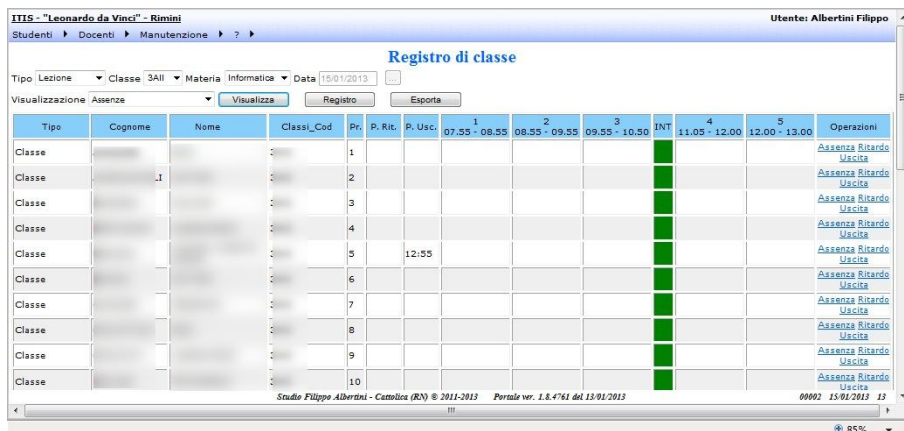 ITIS - "Leonardo da Vinci" - Rimini Utente: Albertini Filippo
Studenti Docenti Manutenzione ?
Registro di classe
Tipo Lezione Classe 3AII Materia Informatica Data 15/01/2013 ...
Visualizzazione Assenze Visualizza Registro Esporta
Tipo Cognome Nome Classi_Cod Pr. P. Rit. P. Usc. 1 2 3 INT 4 5 Operazioni
07.55 - 08.55 08.55 - 09.55 09.55 - 10.50 11.05 - 12.00 12.00 - 13.00
Classe 1 Assenza Ritardo
Uscita
Classe 2 Assenza Ritardo
Uscita
Classe 3 Assenza Ritardo
Uscita
Classe 4 Assenza Ritardo
Uscita
Classe 5 12:55 Assenza Ritardo
Uscita
Classe 6 Assenza Ritardo
Uscita
Classe 7 Assenza Ritardo
Uscita
Classe 8 Assenza Ritardo
Uscita
Classe 9 Assenza Ritardo
Uscita
Classe 10 Assenza Ritardo
Uscita
Studio Filippo Albertini - Cattolica (RN) © 2011-2013 Portale ver. 1.8.4761 del 13/01/2013 00002 15/01/2013 13
85%